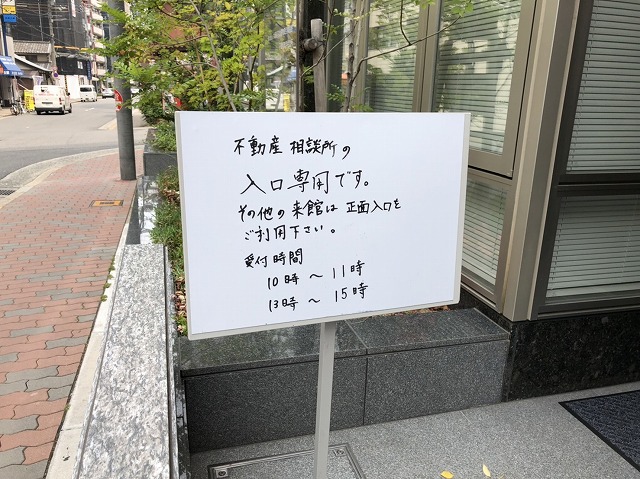 不動産 相談所の
入口専用です。
その他の来館は 正面入口を
ご利用下さい。
受付時間
10時 〜 11時
13時 〜 15時